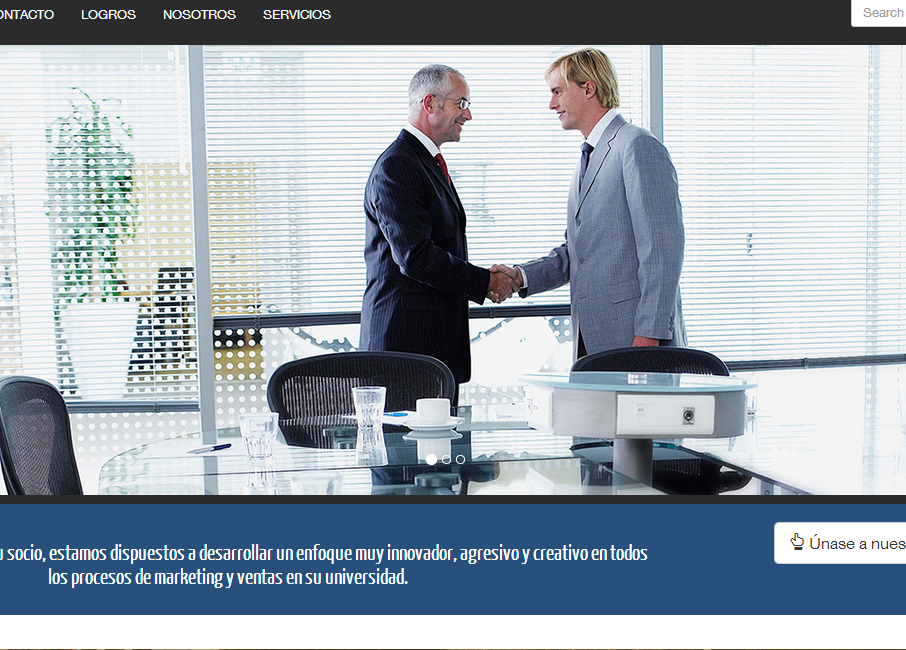 ONTACTO LOGROS NOSOTROS SERVICIOS Search
u socio, estamos dispuestos a desarrollar un enfoque muy innovador, agresivo y creativo en todos
los procesos de marketing y ventas en su universidad.
Únase a nues